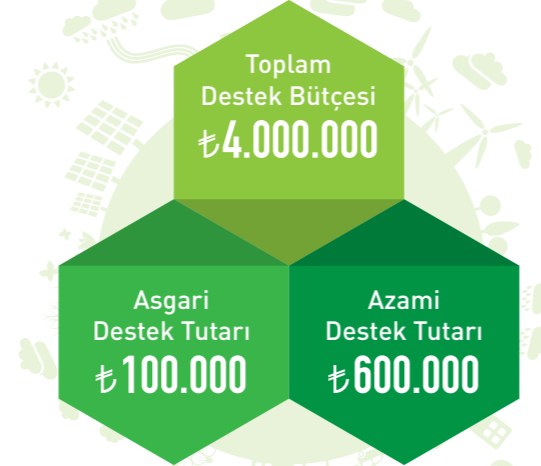 Toplam
Destek Bütçesi
₺4.000.000
Asgari
Destek Tutarı
₺100.000
Azami
Destek Tutarı
₺600.000